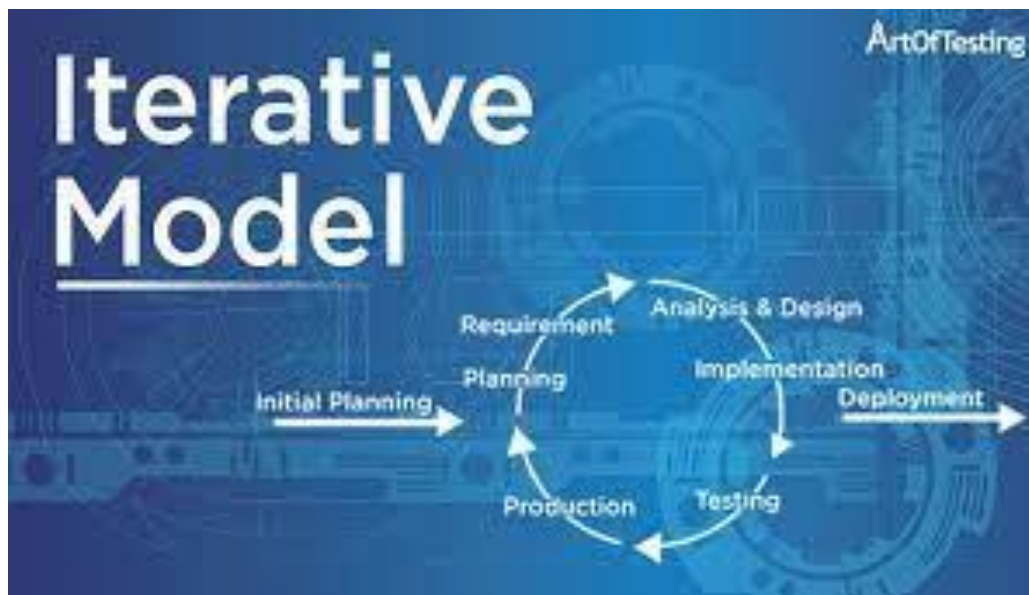 ArtOfTesting
Iterative
Model
Requirement
Analysis & Design
Planning
Implementation
Initial Planning
Deployment
Production
Testing